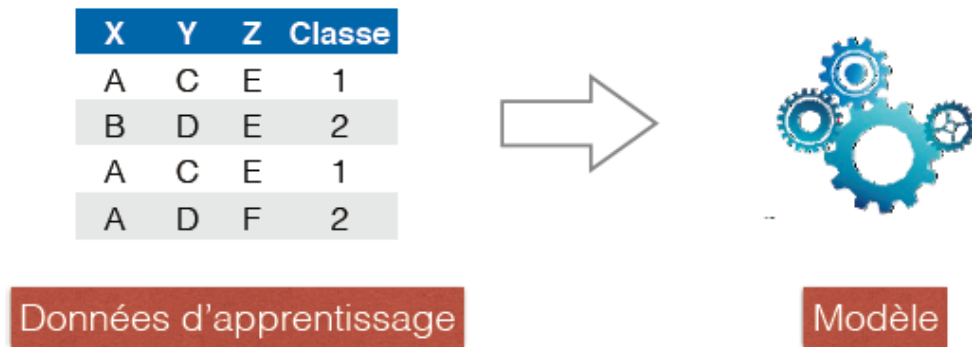 X Y Z Classe
A C E 1
B D E 2
A C E 1
A D F 2
Données d'apprentissage
Modèle